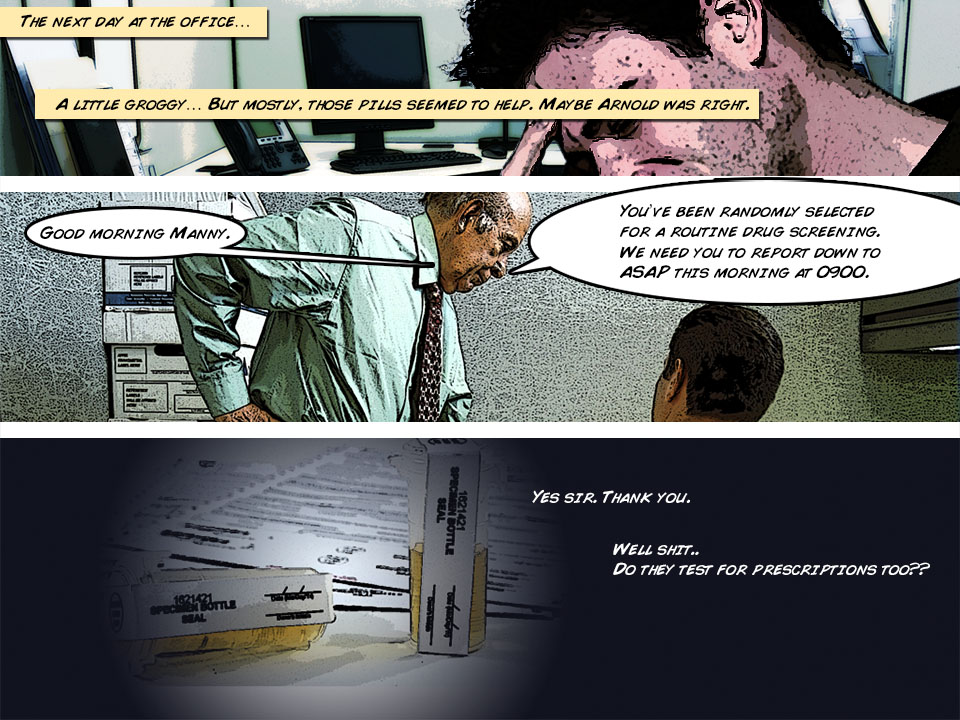 The next day at the office...
A little groggy... But mostly, those pills seemed to help. Maybe Arnold was right.
Good morning Manny.
You've been randomly selected
for a routine drug screening.
We need you to report down to
ASAP this morning at 0900.
Yes sir. Thank you.
Well shit..
Do they test for prescriptions too??
1621421
SPECIMEN BOTTLE
SEAL
1621421
SPECIMEN BOTTLE
SEAL